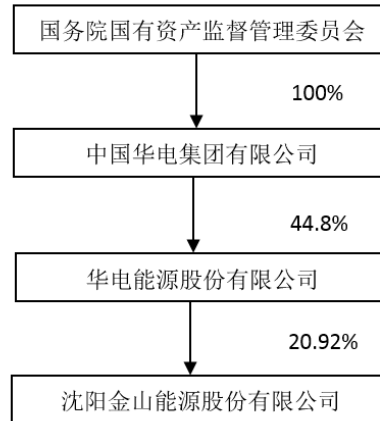 国务院国有资产监督管理委员会
100%
中国华电集团有限公司
44.8%
华电能源股份有限公司
20.92%
沈阳金山能源股份有限公司